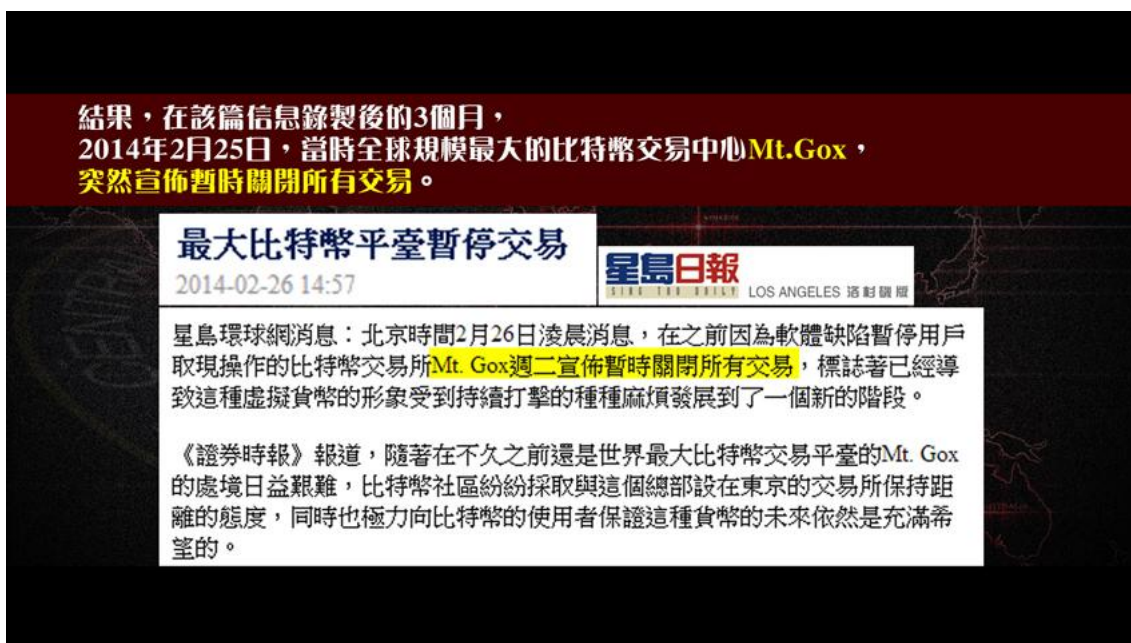 結果，在該篇信息錄製後的3個月，
2014年2月25日，當時全球規模最大的比特幣交易中心Mt.Gox，
突然宣佈暫時關閉所有交易。
最大比特幣平臺暫停交易
2014-02-26 14:57
星島日報
SING TAO DAILY
LOS ANGELES 洛杉磯版
星島環球網消息：北京時間2月26日淩晨消息，在之前因為軟體缺陷暫停用戶
取現操作的比特幣交易所Mt. Gox週二宣佈暫時關閉所有交易，標誌著已經導
致這種虛擬貨幣的形象受到持續打擊的種種麻煩發展到了一個新的階段。
《證券時報》報道，隨著在不久之前還是世界最大比特幣交易平臺的Mt. Gox
的處境日益艱難，比特幣社區紛紛採取與這個總部設在東京的交易所保持距
離的態度，同時也極力向比特幣的使用者保證這種貨幣的未來依然是充滿希
望的。